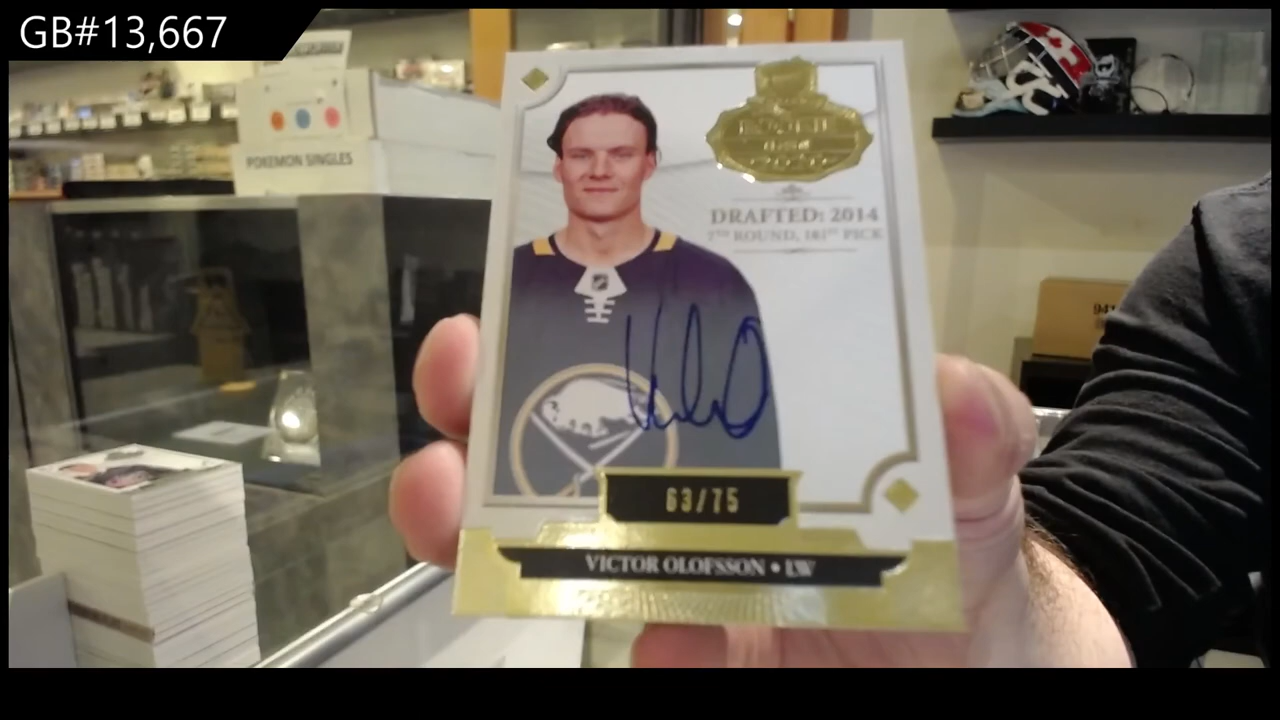 GB#13,667
POKEMON SINGLES
DRAFTED: 2014
7TH ROUND, 181ST PICK
63/75
VICTOR OLOFSSON • LW